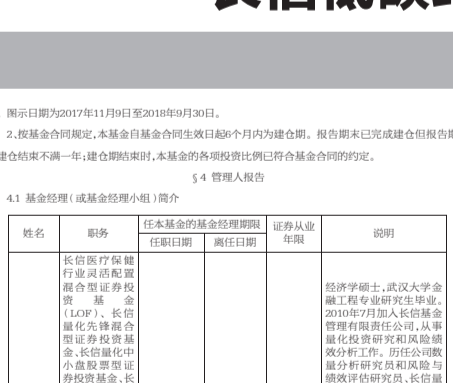 长信低碳
图示日期为2017年11月9日至2018年9月30日。
2、按基金合同规定,本基金自基金合同生效日起6个月内为建仓期。报告期末已完成建仓但报告期
建仓结束不满一年;建仓期结束时,本基金的各项投资比例已符合基金合同的约定。
§4 管理人报告
4.1 基金经理(或基金经理小组)简介
姓名 职务 任本基金的基金经理期限 证券从业年限 说明
任职日期 离任日期
长信医疗保健
行业灵活配置
混合型证券投
资基金
(LOF)、长信
量化先锋混合
型证券投资基
金、长信量化中
小盘股票型证
券投资基金、长
经济学硕士,武汉大学金
融工程专业研究生毕业。
2010年7月加入长信基金
管理有限责任公司,从事
量化投资研究和风险绩
效分析工作。历任公司数
量分析研究员和风险与
绩效评估研究员、长信量